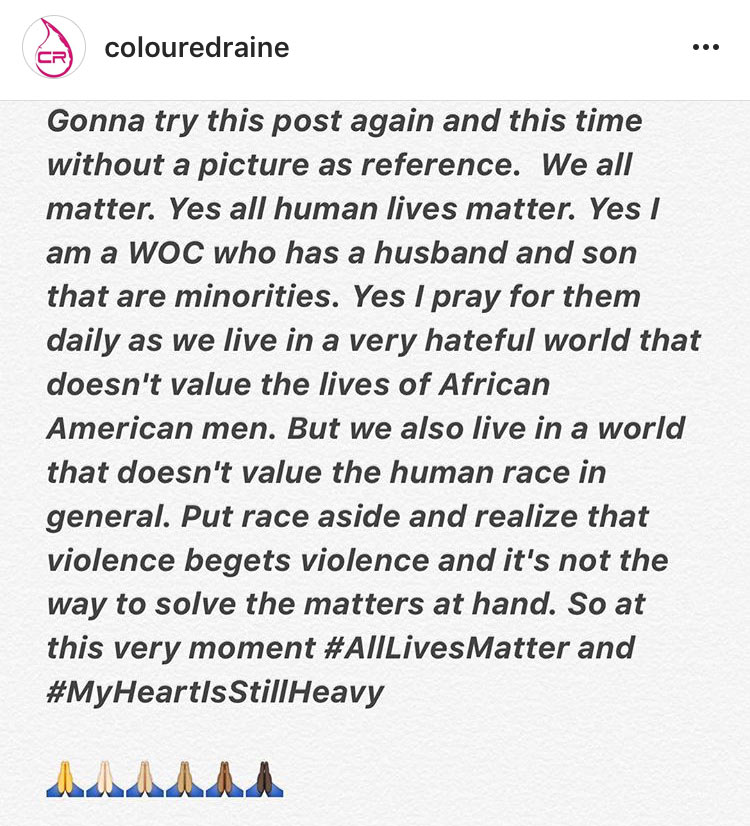 CR
colouredraine
Gonna try this post again and this time
without a picture as reference.  We all
matter. Yes all human lives matter. Yes I
am a WOC who has a husband and son
that are minorities. Yes I pray for them
daily as we live in a very hateful world that
doesn't value the lives of African
American men. But we also live in a world
that doesn't value the human race in
general. Put race aside and realize that
violence begets violence and it's not the
way to solve the matters at hand. So at
this very moment #AllLivesMatter and
#MyHeartIsStillHeavy
🙏🙏🏻🙏🏼🙏🏽🙏🏾🙏🏿